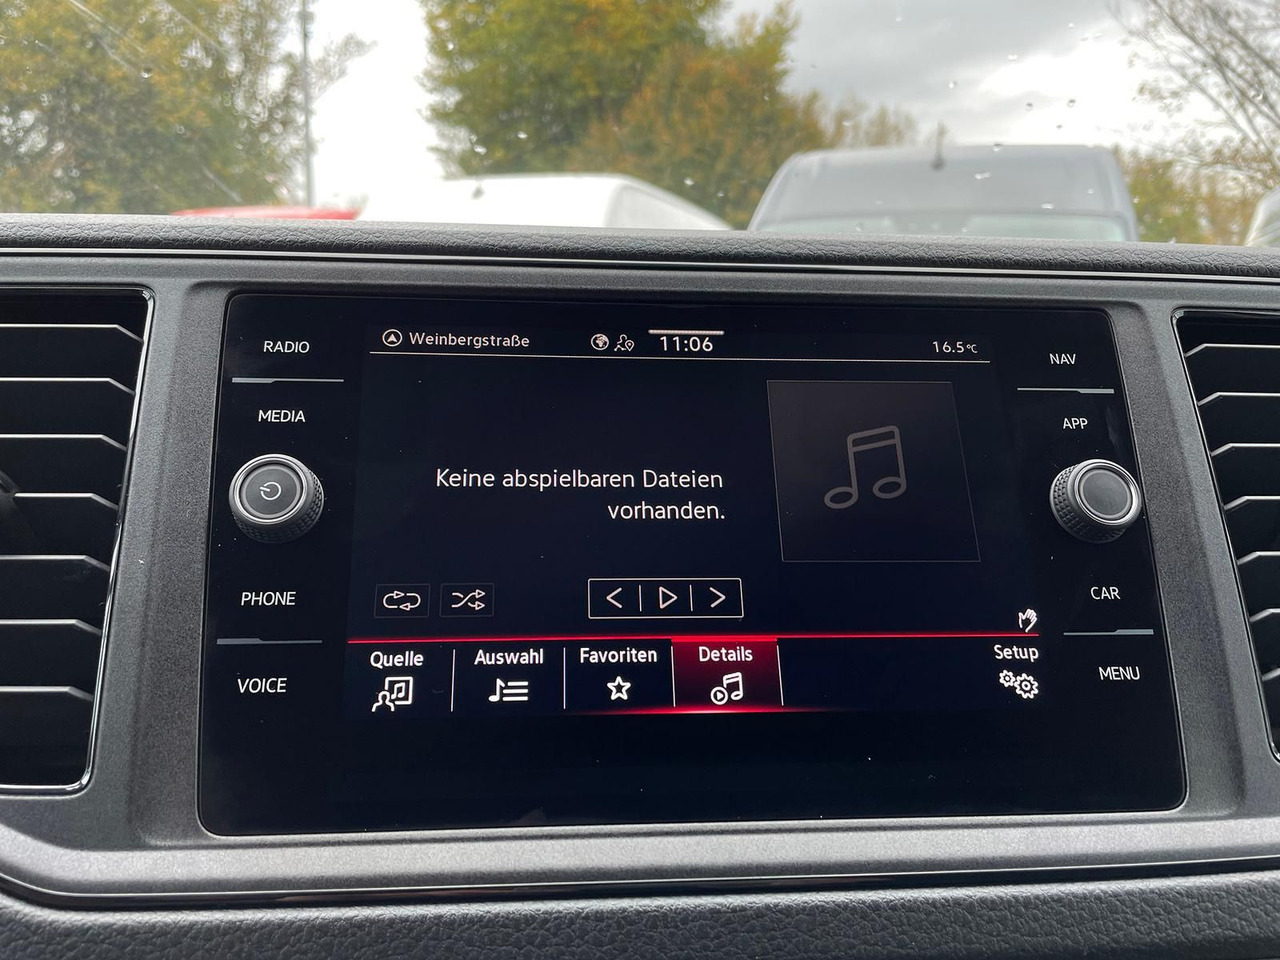 RADIO
MEDIA
PHONE
VOICE
Weinbergstraße
11:06
16.5°C
Keine abspielbaren Dateien
vorhanden.
Quelle
Auswahl
Favoriten
Details
Setup
NAV
APP
CAR
MENU